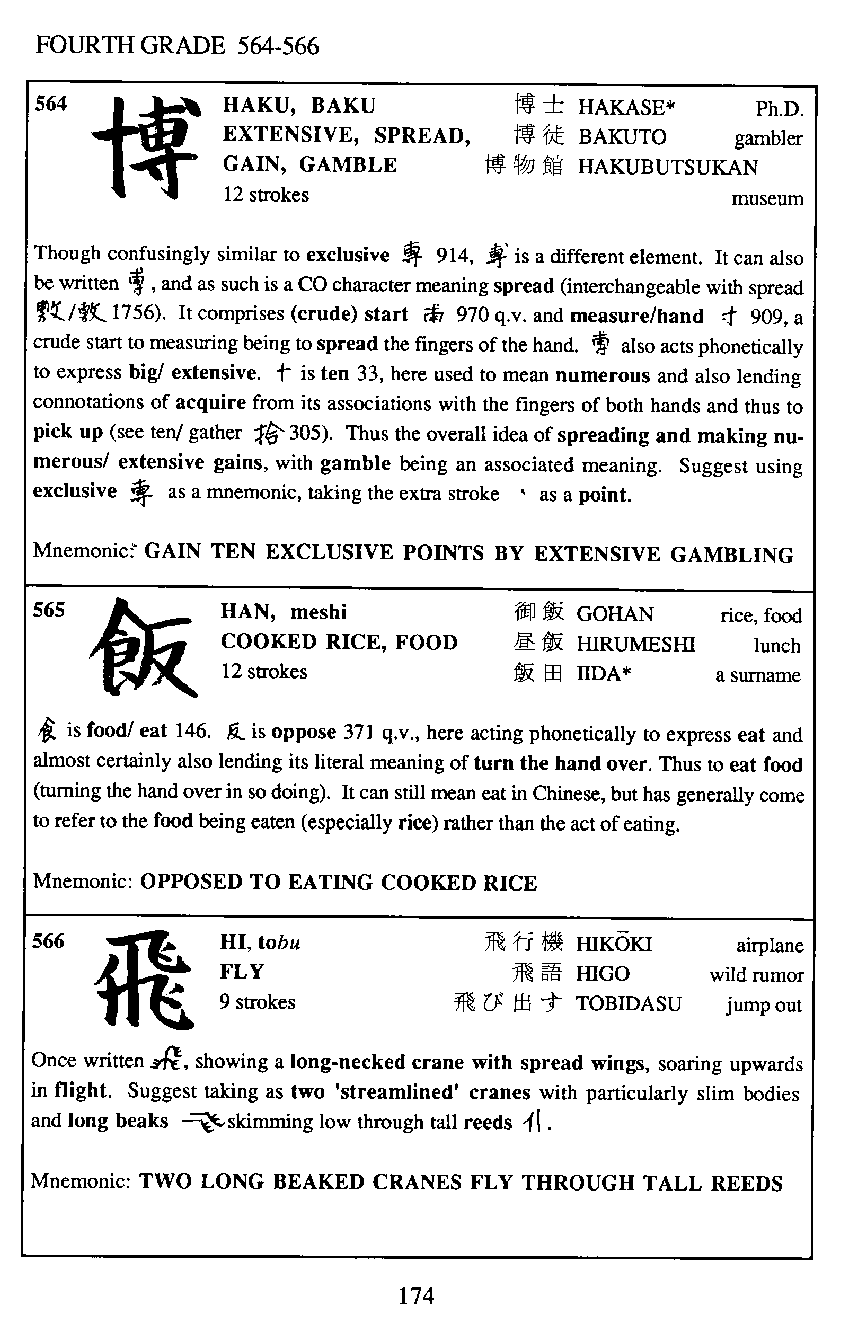 FOURTH GRADE 564-566
564 博 HAKU, BAKU 博士 HAKASE* Ph.D.
EXTENSIVE, SPREAD, 博徒 BAKUTO gambler
GAIN, GAMBLE 博物館 HAKUBUTSUKAN
12 strokes museum
Though confusingly similar to exclusive 専 914, 尃 is a different element. It can also
be written 尃, and as such is a CO character meaning spread (interchangeable with spread
敷 1756). It comprises (crude) start 970 q.v. and measure/hand 寸 909, a
crude start to measuring being to spread the fingers of the hand. 尃 also acts phonetically
to express big/ extensive. 十 is ten 33, here used to mean numerous and also lending
connotations of acquire from its associations with the fingers of both hands and thus to
pick up (see ten/ gather 拾 305). Thus the overall idea of spreading and making nu-
merous/ extensive gains, with gamble being an associated meaning. Suggest using
exclusive 専 as a mnemonic, taking the extra stroke 丶 as a point.
Mnemonic: GAIN TEN EXCLUSIVE POINTS BY EXTENSIVE GAMBLING
565 飯 HAN, meshi 御飯 GOHAN rice, food
COOKED RICE, FOOD 昼飯 HIRUMESHI lunch
12 strokes 飯田 IIDA* a surname
食 is food/ eat 146. 反 is oppose 371 q.v., here acting phonetically to express eat and
almost certainly also lending its literal meaning of turn the hand over. Thus to eat food
(turning the hand over in so doing). It can still mean eat in Chinese, but has generally come
to refer to the food being eaten (especially rice) rather than the act of eating.
Mnemonic: OPPOSED TO EATING COOKED RICE
566 飛 HI, tobu 飛行機 HIKŌKI airplane
FLY 飛語 HIGO wild rumor
9 strokes 飛び出す TOBIDASU jump out
Once written , showing a long-necked crane with spread wings, soaring upwards
in flight. Suggest taking as two 'streamlined' cranes with particularly slim bodies
and long beaks skimming low through tall reeds .
Mnemonic: TWO LONG BEAKED CRANES FLY THROUGH TALL REEDS
174